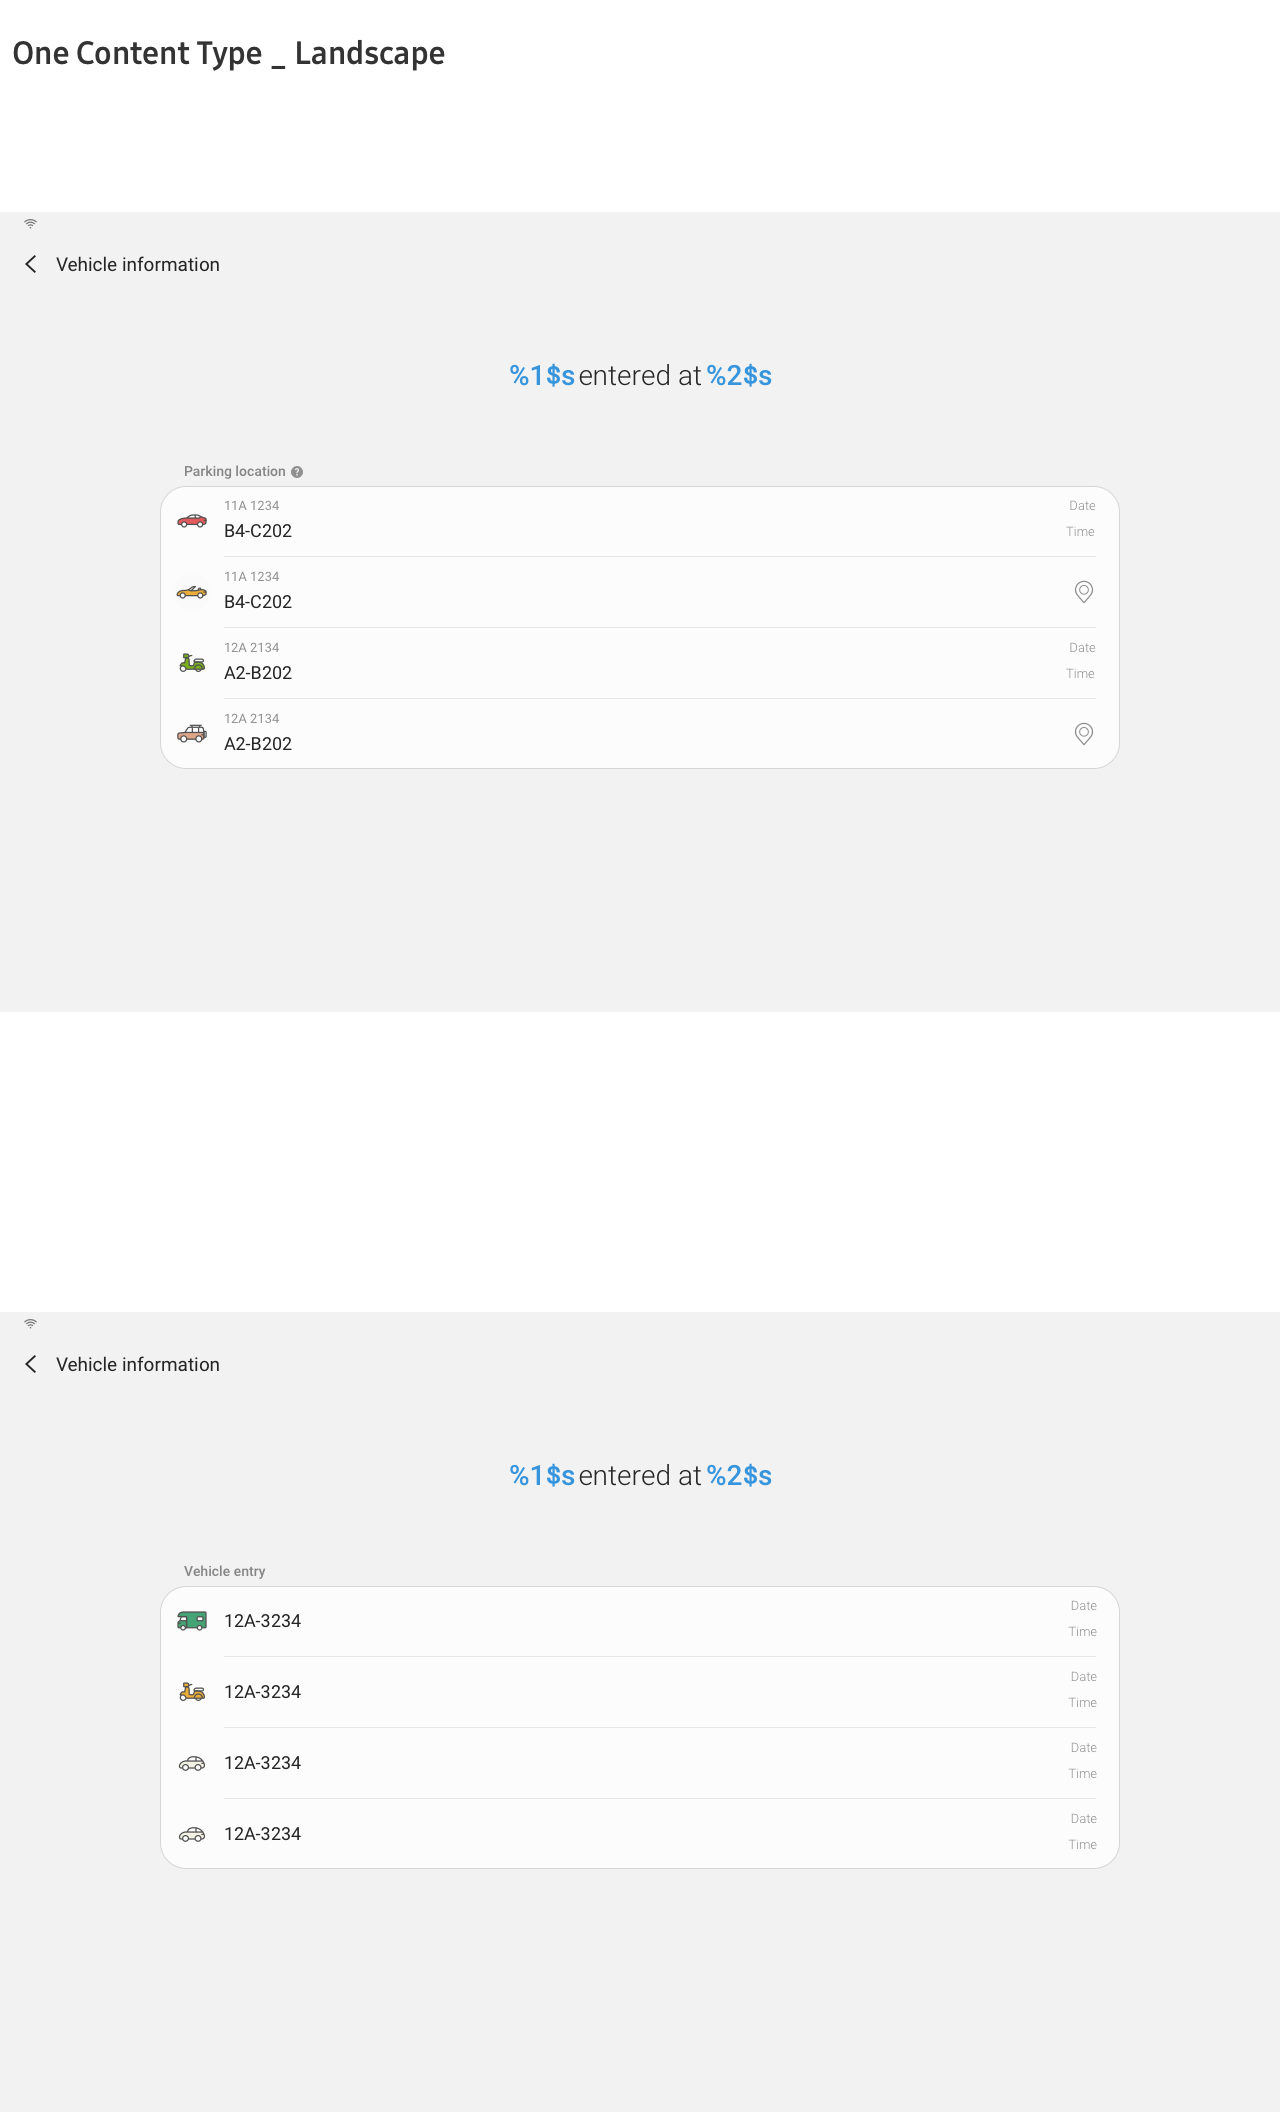 One Content Type _ Landscape
Vehicle information
%1$s entered at %2$s
Parking location ?
11A 1234
Date
B4-C202
Time
11A 1234
B4-C202
12A 2134
Date
A2-B202
Time
12A 2134
A2-B202
Vehicle information
%1$s entered at %2$s
Vehicle entry
Date
12A-3234
Time
Date
12A-3234
Time
Date
12A-3234
Time
Date
12A-3234
Time